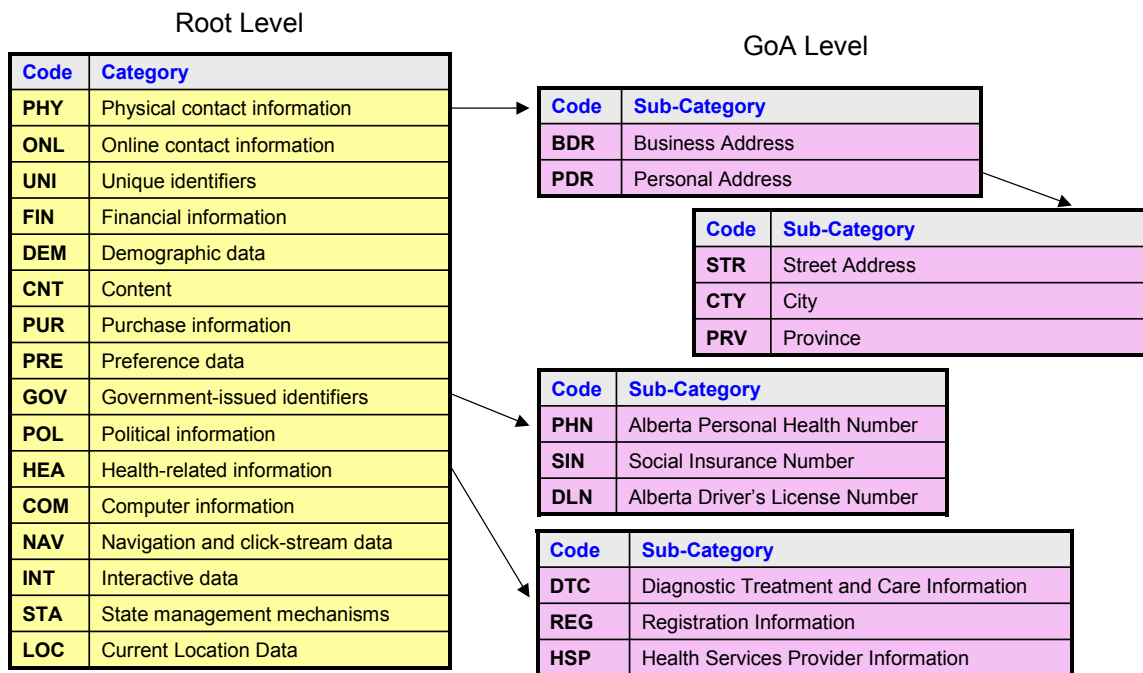 Root Level
Code Category
PHY Physical contact information
ONL Online contact information
UNI Unique identifiers
FIN Financial information
DEM Demographic data
CNT Content
PUR Purchase information
PRE Preference data
GOV Government-issued identifiers
POL Political information
HEA Health-related information
COM Computer information
NAV Navigation and click-stream data
INT Interactive data
STA State management mechanisms
LOC Current Location Data
GoA Level
Code Sub-Category
BDR Business Address
PDR Personal Address
Code Sub-Category
STR Street Address
CTY City
PRV Province
Code Sub-Category
PHN Alberta Personal Health Number
SIN Social Insurance Number
DLN Alberta Driver's License Number
Code Sub-Category
DTC Diagnostic Treatment and Care Information
REG Registration Information
HSP Health Services Provider Information